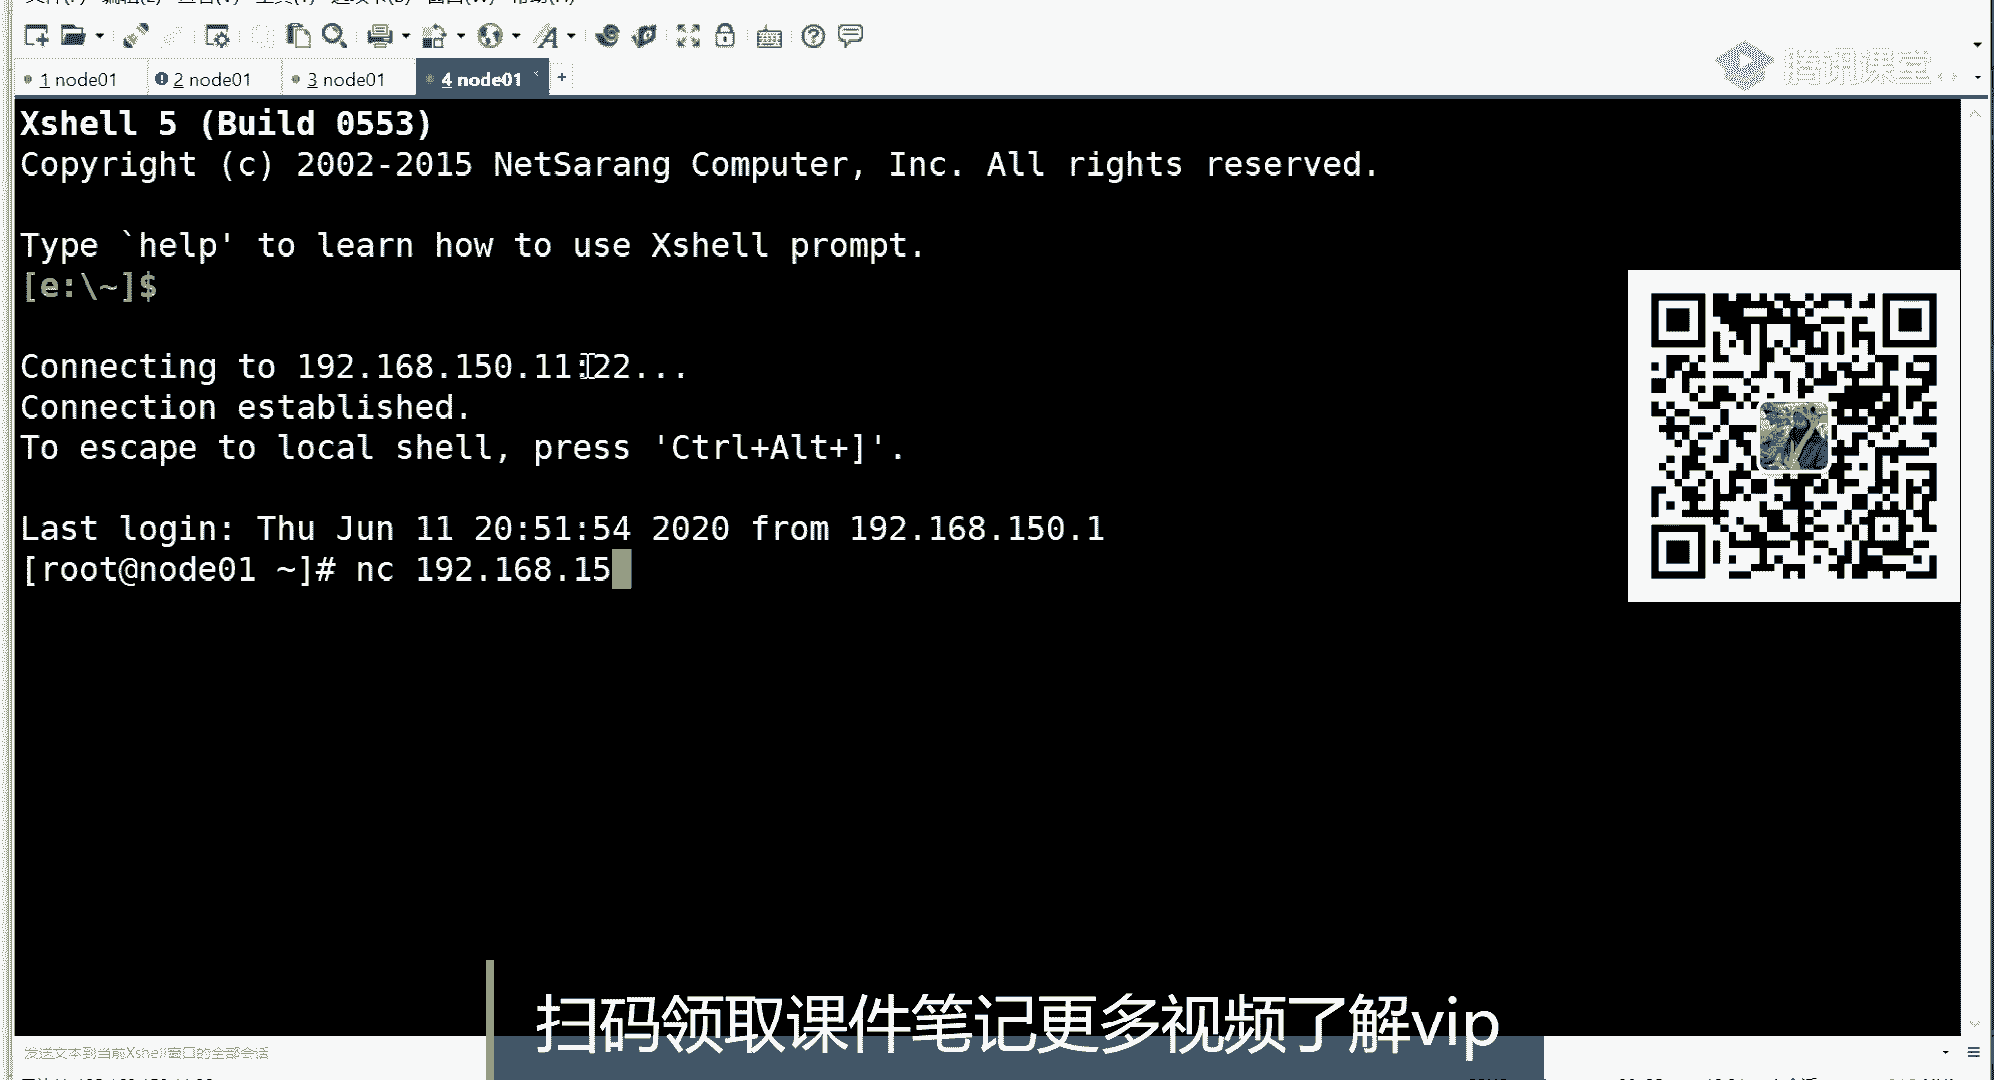 1 node01
2 node01
3 node01
4 node01
腾讯课堂
Xshell 5 (Build 0553)
Copyright (c) 2002-2015 NetSarang Computer, Inc. All rights reserved.
Type `help' to learn how to use Xshell prompt.
[e:\~]$
Connecting to 192.168.150.11:22...
Connection established.
To escape to local shell, press 'Ctrl+Alt+]'.
Last login: Thu Jun 11 20:51:54 2020 from 192.168.150.1
[root@node01 ~]# nc 192.168.15
扫码领取课件笔记更多视频了解vip
发送文本到当前Xshell窗口的全部会话